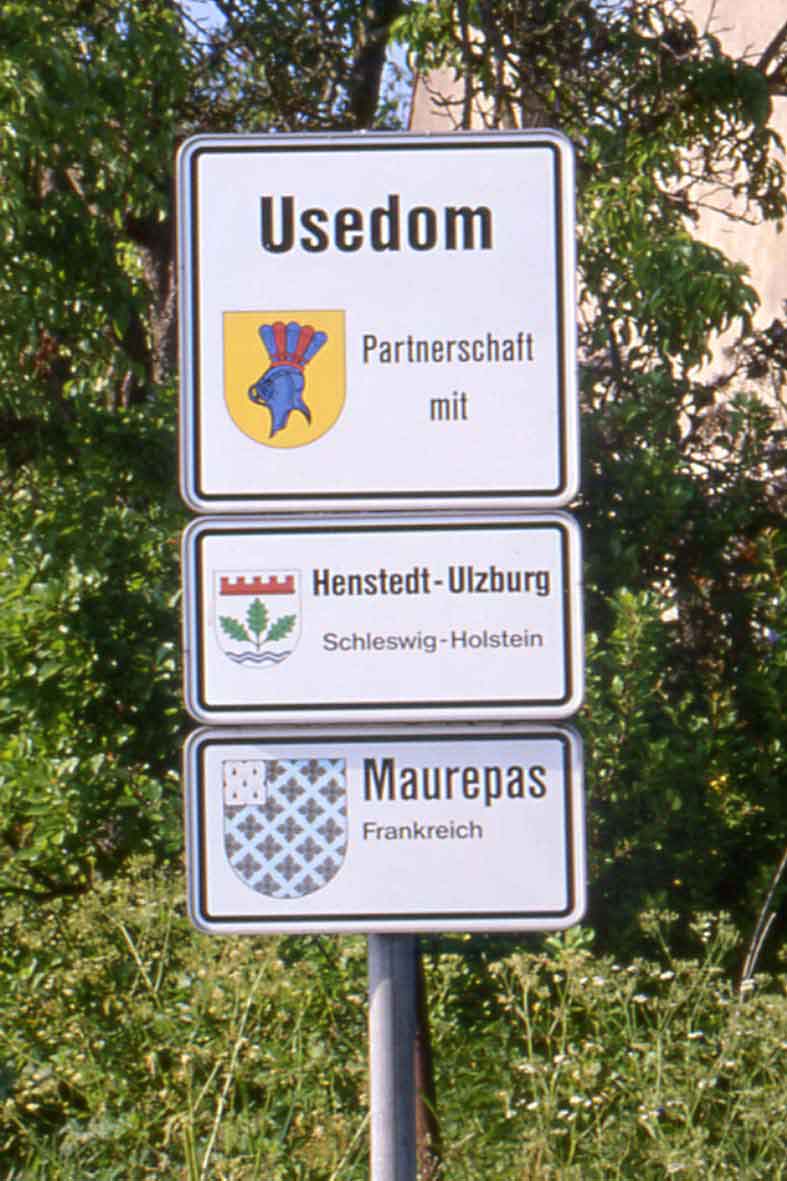 Usedom
Partnerschaft
mit
Henstedt-Ulzburg
Schleswig-Holstein
Maurepas
Frankreich